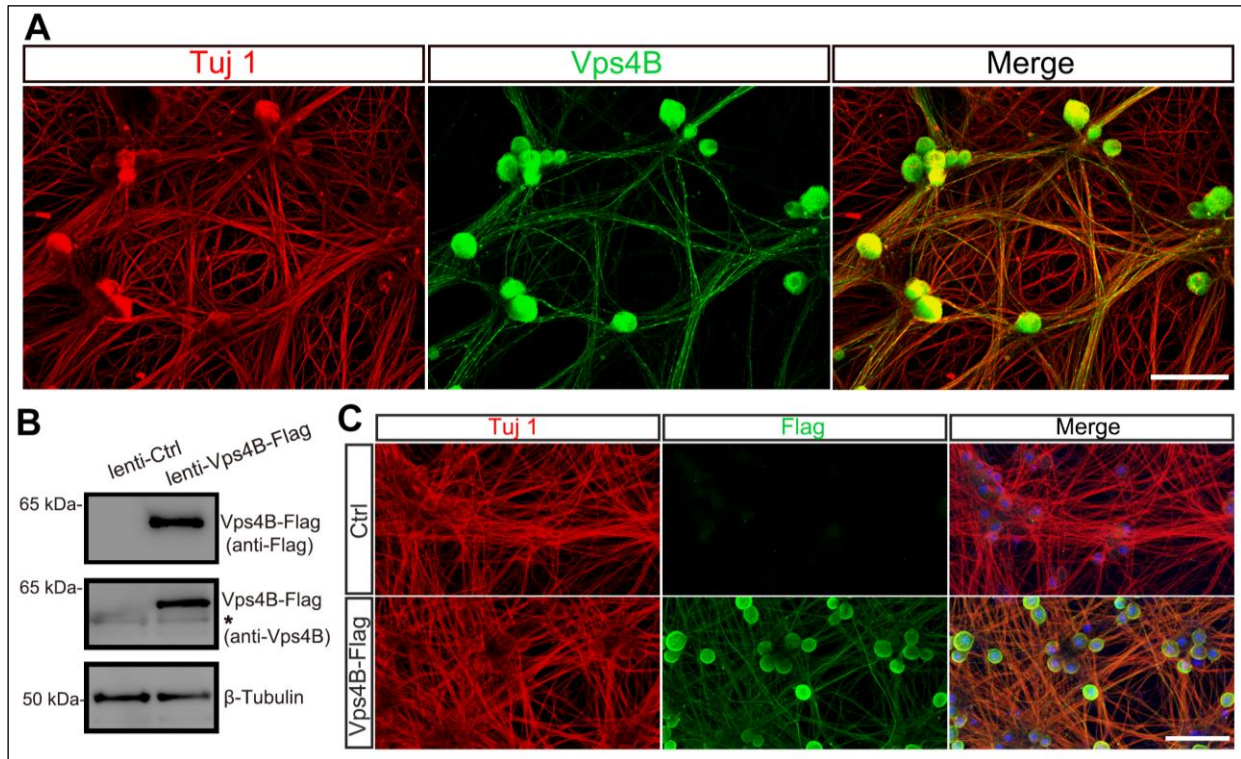 A
Tuj 1
Vps4B
Merge
B
lenti-Ctrl
lenti-Vps4B-Flag
65 kDa-
Vps4B-Flag
(anti-Flag)
65 kDa-
Vps4B-Flag
*
(anti-Vps4B)
50 kDa-
β-Tubulin
C
Tuj 1
Flag
Merge
Ctrl
Vps4B-Flag